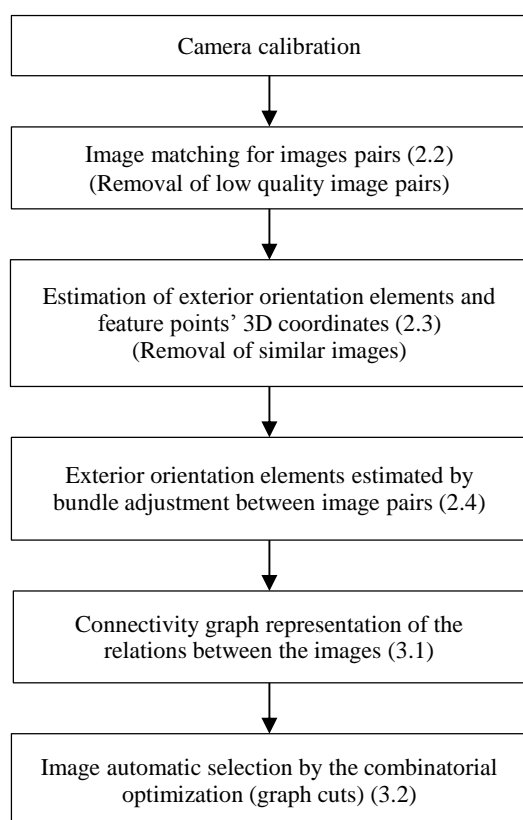 Camera calibration
Image matching for images pairs (2.2)
(Removal of low quality image pairs)
Estimation of exterior orientation elements and
feature points’ 3D coordinates (2.3)
(Removal of similar images)
Exterior orientation elements estimated by
bundle adjustment between image pairs (2.4)
Connectivity graph representation of the
relations between the images (3.1)
Image automatic selection by the combinatorial
optimization (graph cuts) (3.2)